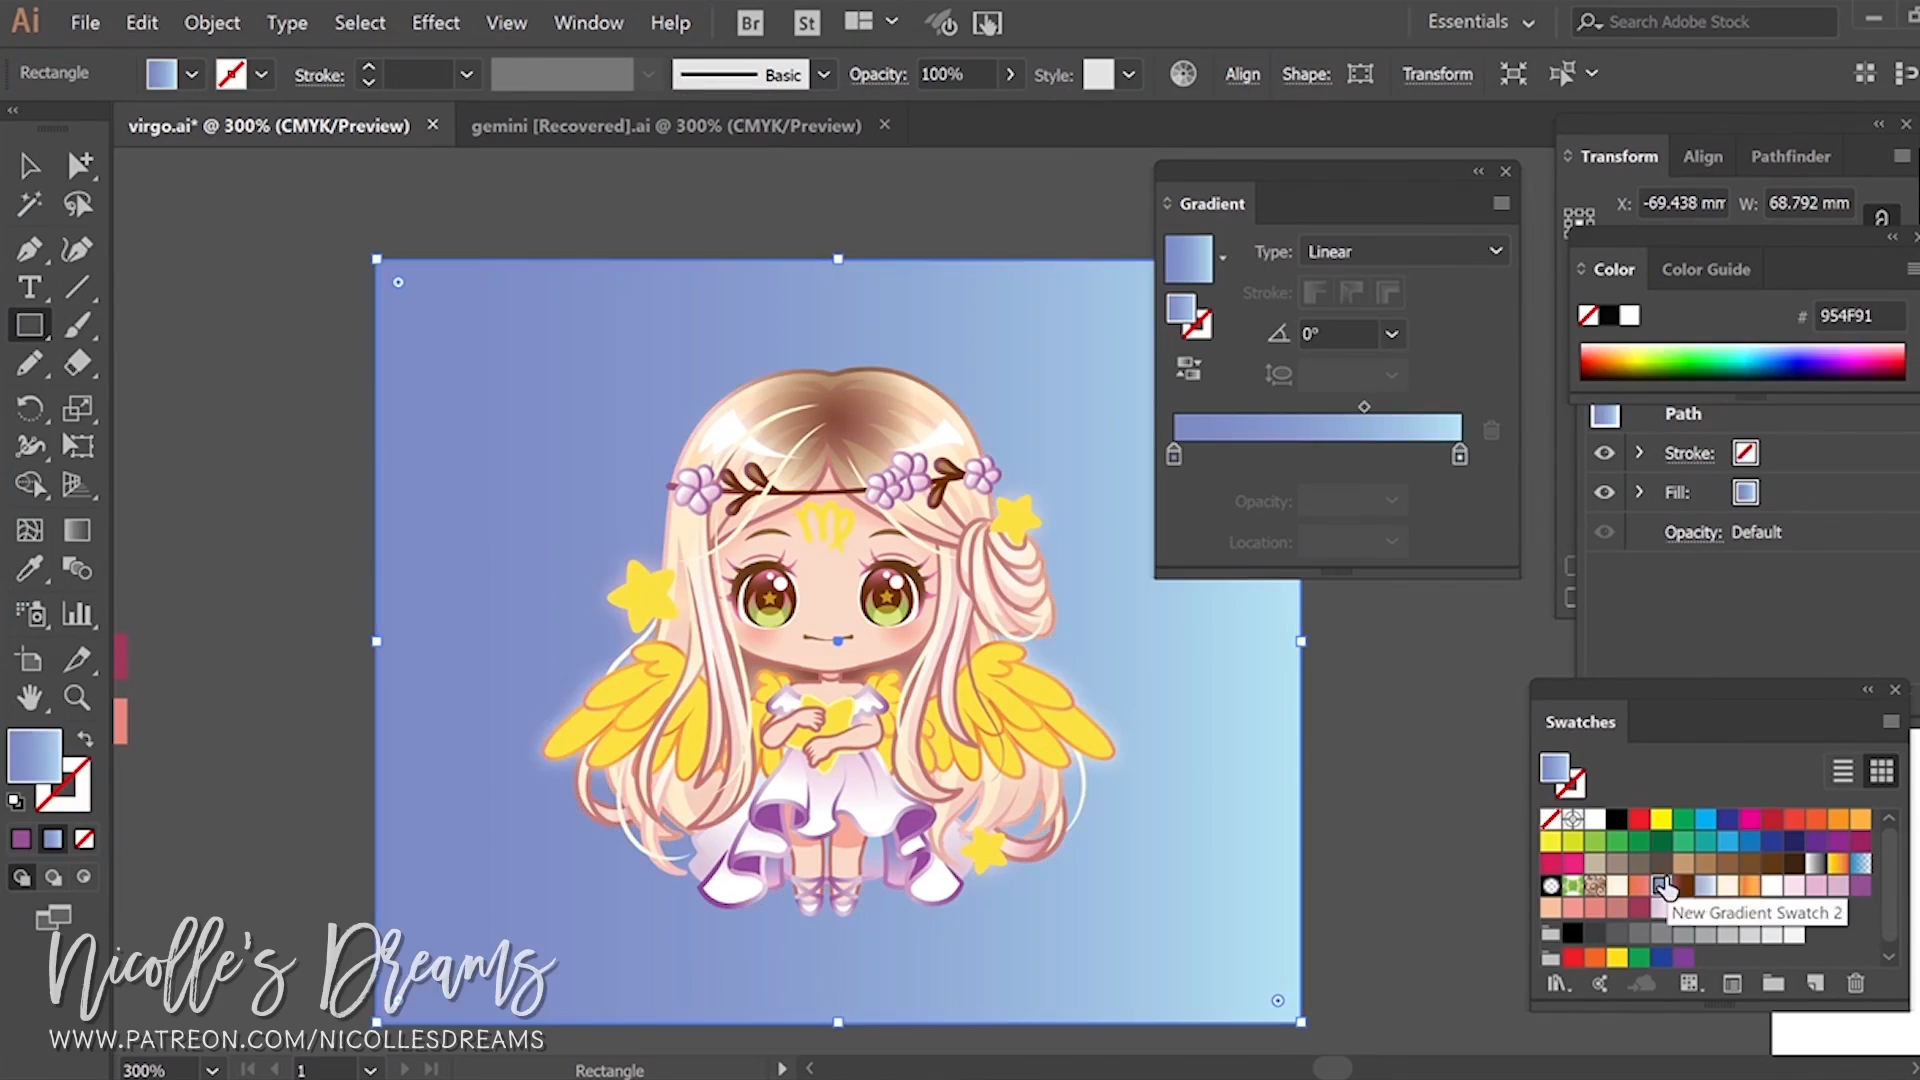 Ai File Edit Object Type Select Effect View Window Help Br St Essentials Search Adobe Stock
Rectangle Stroke: Basic Opacity: 100% Style: Align Shape: Transform
virgo.ai* @ 300% (CMYK/Preview) gemini [Recovered].ai @ 300% (CMYK/Preview)
Gradient
Type: Linear
Stroke:
0°
Opacity:
Location:
Transform Align Pathfinder
X: -69.438 mm W: 68.792 mm
Color Color Guide
# 954F91
Path
Stroke:
Fill:
Opacity: Default
Swatches
New Gradient Swatch 2
Nicolle's Dreams
WWW.PATREON.COM/NICOLLESDREAMS
300% 1 Rectangle